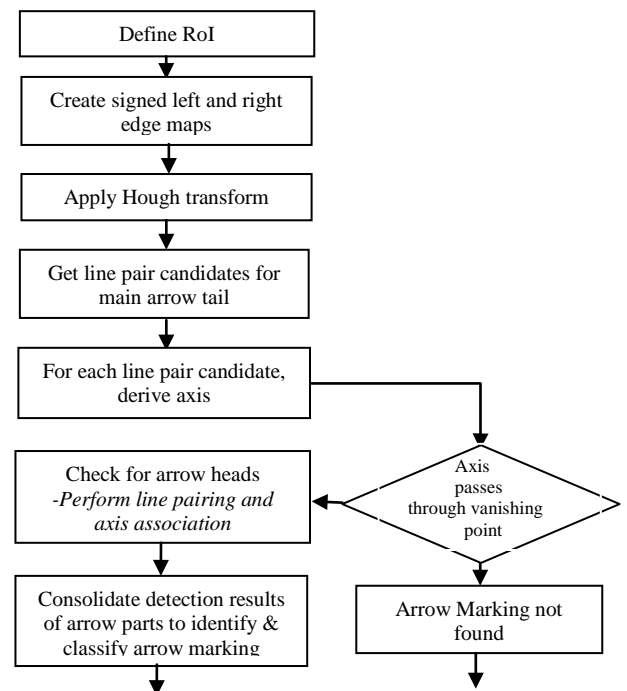 Define RoI
Create signed left and right
edge maps
Apply Hough transform
Get line pair candidates for
main arrow tail
For each line pair candidate,
derive axis
Axis
passes
through vanishing
point
Check for arrow heads
-Perform line pairing and
axis association
Consolidate detection results
of arrow parts to identify &
classify arrow marking
Arrow Marking not
found